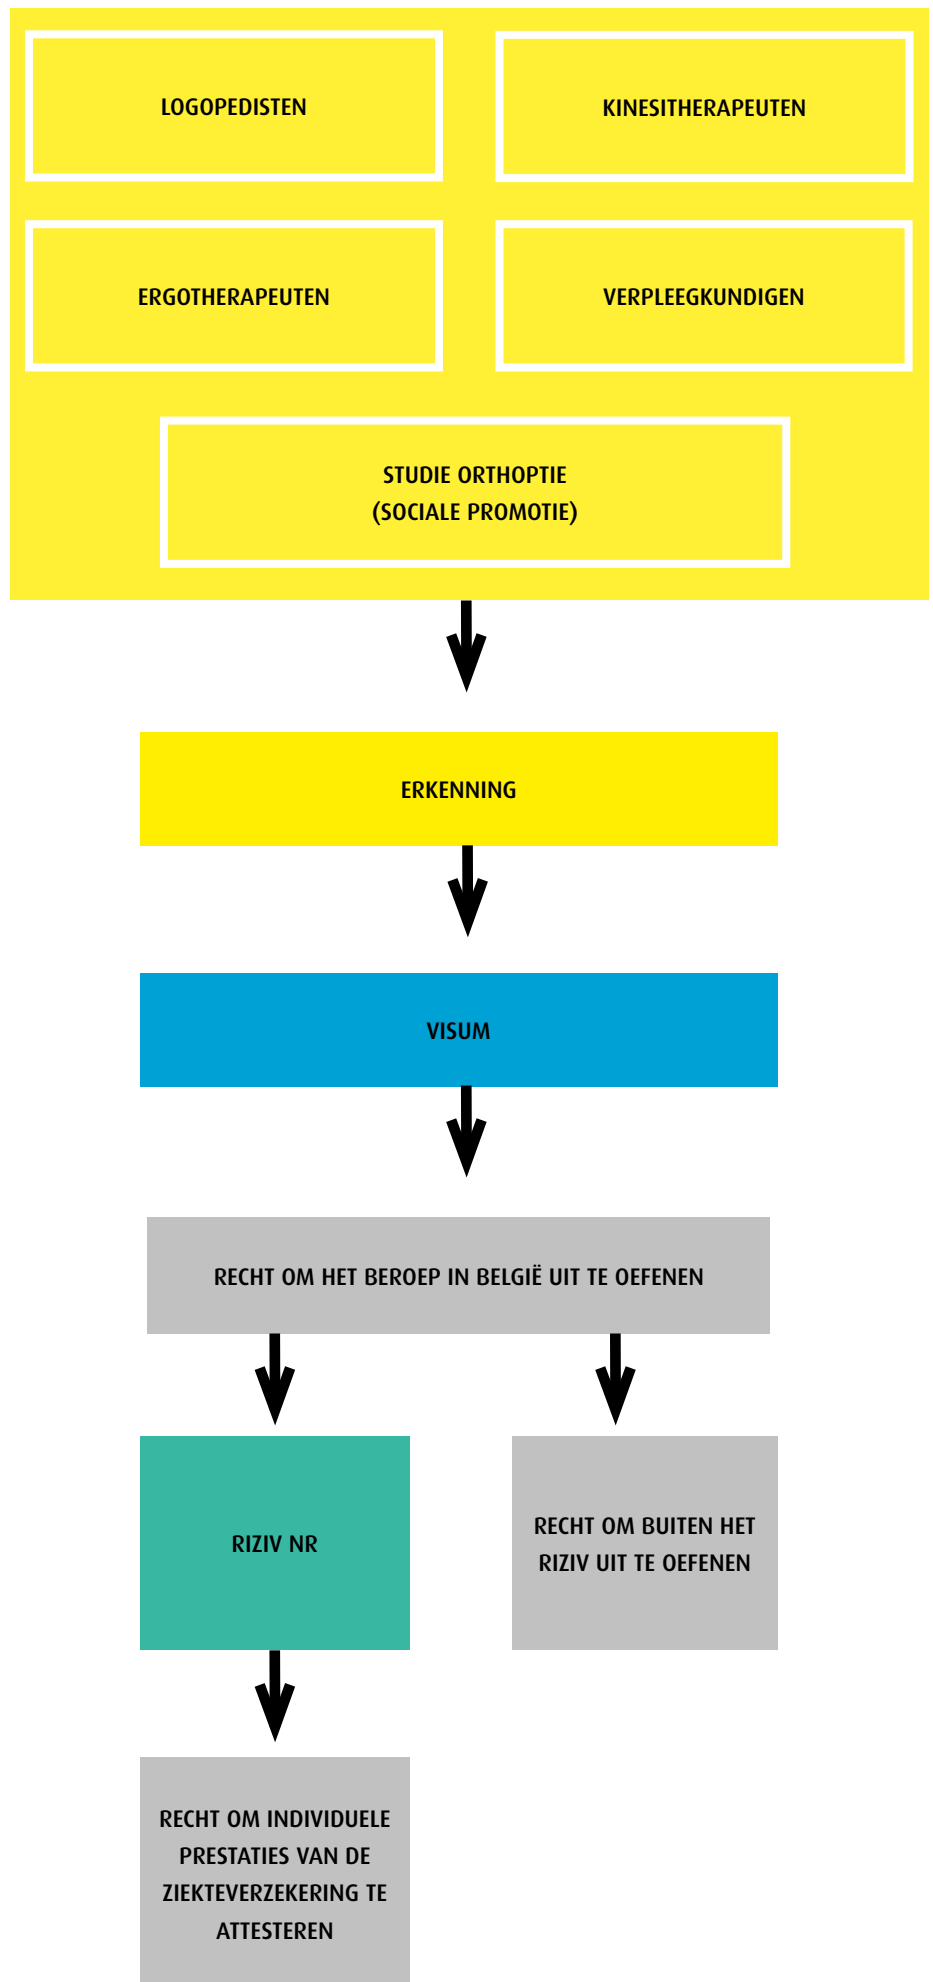 LOGOPEDISTEN
KINESITHERAPEUTEN
ERGOTHERAPEUTEN
VERPLEEGKUNDIGEN
STUDIE ORTHOPTIE
(SOCIALE PROMOTIE)
ERKENNING
VISUM
RECHT OM HET BEROEP IN BELGIË UIT TE OEFENEN
RIZIV NR
RECHT OM BUITEN HET
RIZIV UIT TE OEFENEN
RECHT OM INDIVIDUELE
PRESTATIES VAN DE
ZIEKTEVERZEKERING TE
ATTESTEREN